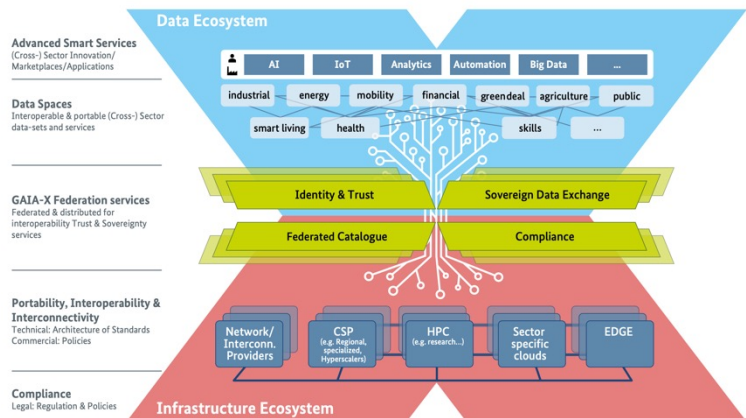 Data Ecosystem
Advanced Smart Services
(Cross-) Sector Innovation/
Marketplaces/Applications
AI
IoT
Analytics
Automation
Big Data
...
Data Spaces
Interoperable & portable (Cross-) Sector
data-sets and services
industrial
energy
mobility
financial
green deal
agriculture
public
smart living
health
skills
...
GAIA-X Federation services
Federated & distributed for
interoperability Trust & Sovereignty
services
Identity & Trust
Sovereign Data Exchange
Federated Catalogue
Compliance
Portability, Interoperability &
Interconnectivity
Technical: Architecture of Standards
Commercial: Policies
Network/
Interconn.
Providers
CSP
(e.g. Regional,
specialized,
Hyperscalers)
HPC
(e.g. research...)
Sector
specific
clouds
EDGE
Compliance
Legal: Regulation & Policies
Infrastructure Ecosystem